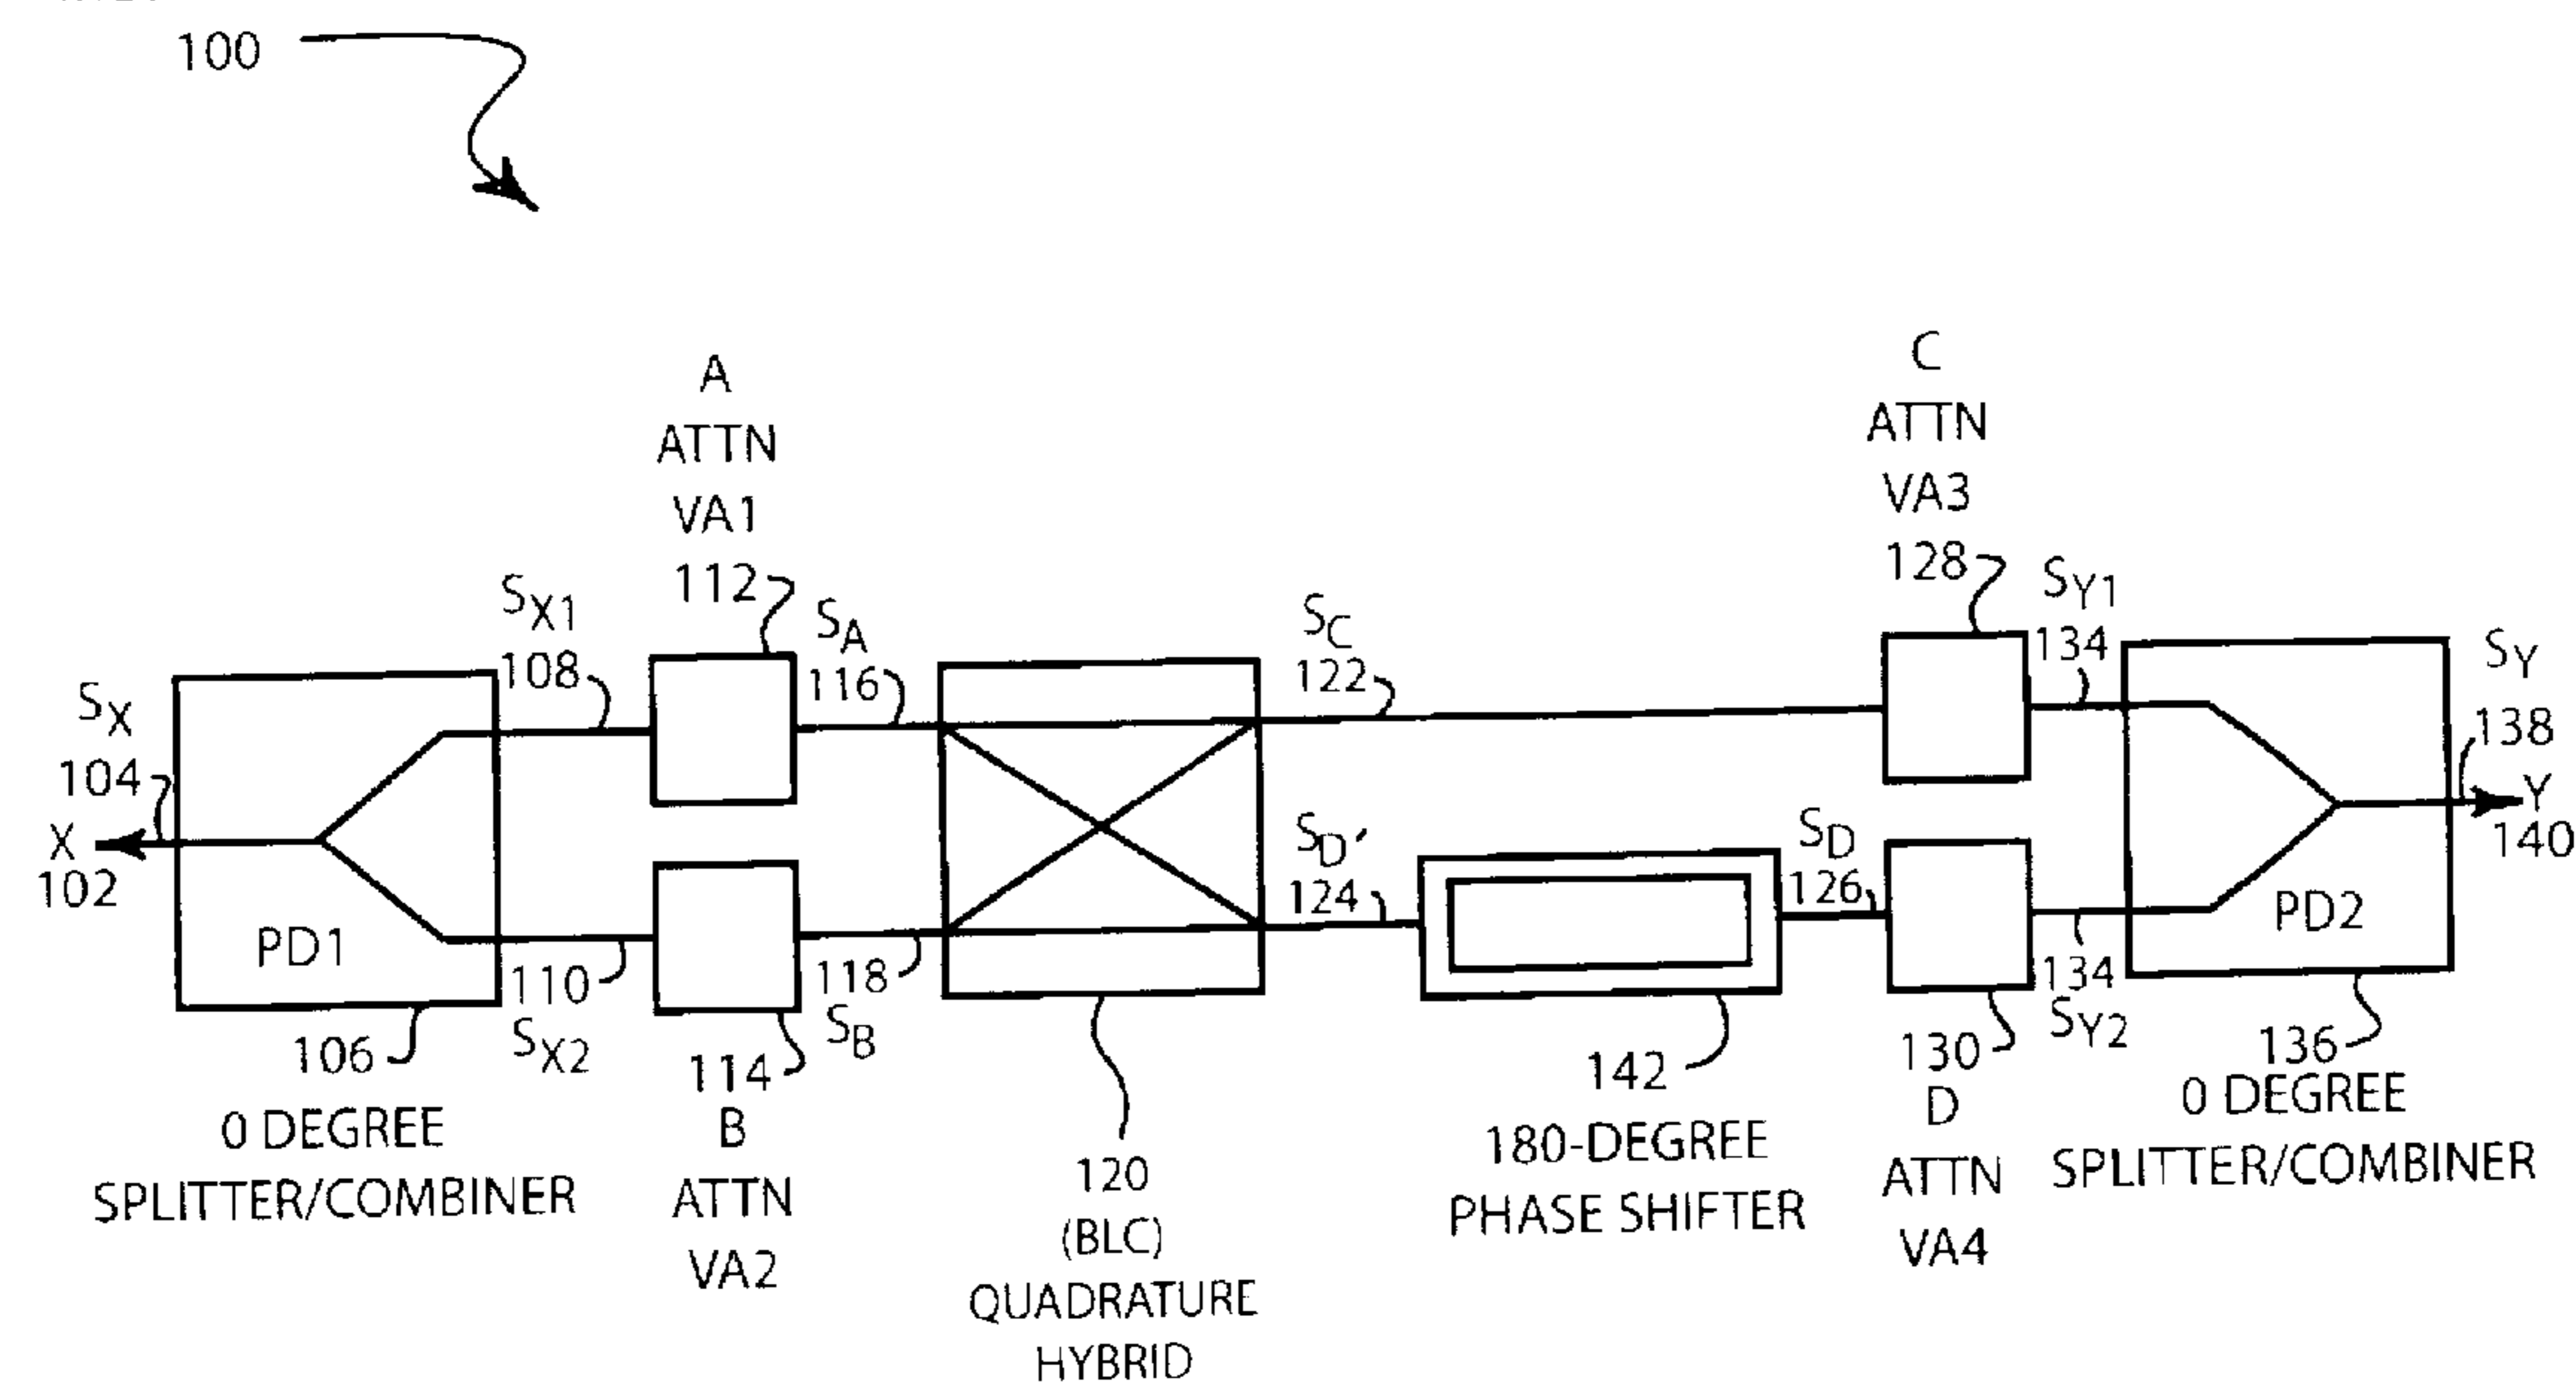 100
A
ATTN
VA1
112
C
ATTN
VA3
128
SX1
108
SA
116
SC
122
SY1
134
SY
138
SX
104
X
102
PD1
106
0 DEGREE
SPLITTER/COMBINER
110
SX2
114
B
ATTN
VA2
118
SB
120
(BLC)
QUADRATURE
HYBRID
SD'
124
142
180-DEGREE
PHASE SHIFTER
SD
126
130
D
ATTN
VA4
134
SY2
PD2
136
0 DEGREE
SPLITTER/COMBINER
Y
140